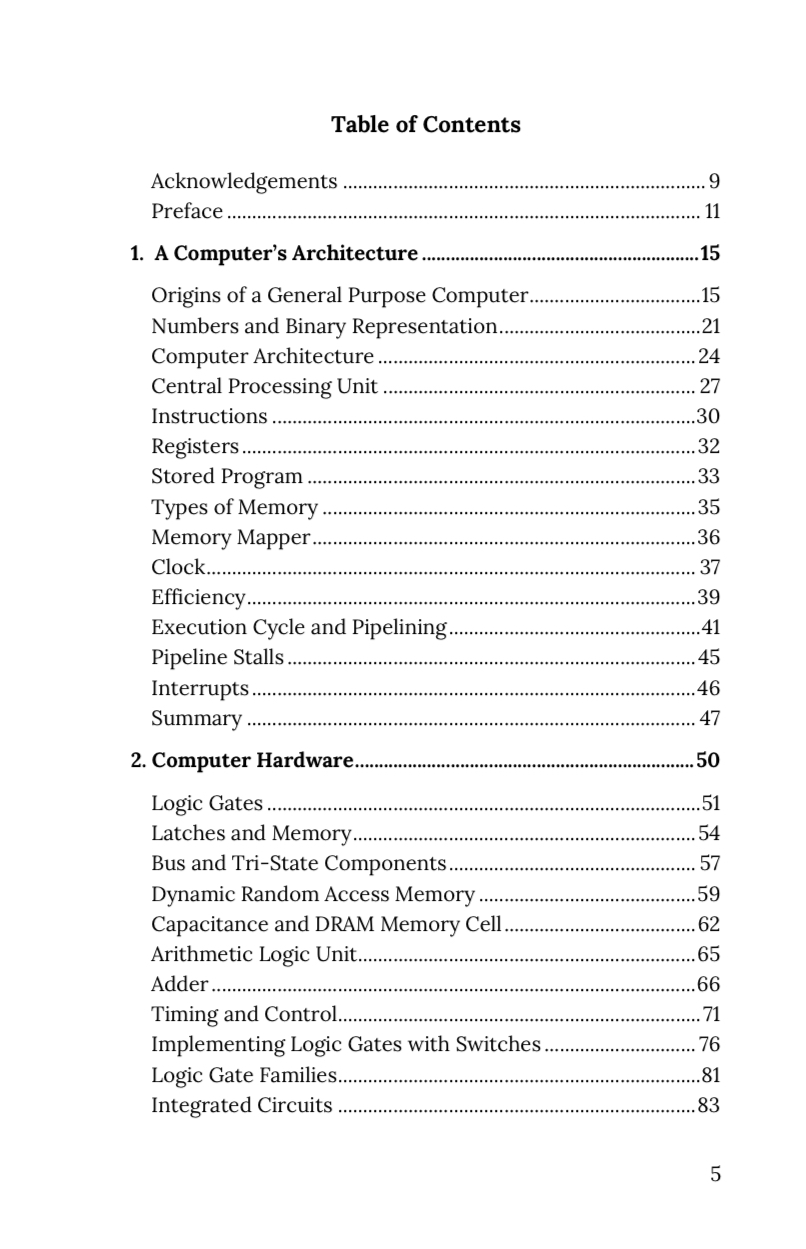 Table of Contents
Acknowledgements ........................................................................ 9
Preface .............................................................................................. 11
1. A Computer’s Architecture ..........................................................15
Origins of a General Purpose Computer..................................15
Numbers and Binary Representation........................................21
Computer Architecture ............................................................... 24
Central Processing Unit .............................................................. 27
Instructions ....................................................................................30
Registers ..........................................................................................32
Stored Program .............................................................................33
Types of Memory ..........................................................................35
Memory Mapper............................................................................36
Clock................................................................................................. 37
Efficiency.........................................................................................39
Execution Cycle and Pipelining..................................................41
Pipeline Stalls .................................................................................45
Interrupts ........................................................................................46
Summary ......................................................................................... 47
2. Computer Hardware......................................................................50
Logic Gates ......................................................................................51
Latches and Memory.................................................................... 54
Bus and Tri-State Components ................................................. 57
Dynamic Random Access Memory ...........................................59
Capacitance and DRAM Memory Cell ......................................62
Arithmetic Logic Unit...................................................................65
Adder ................................................................................................66
Timing and Control........................................................................71
Implementing Logic Gates with Switches .............................. 76
Logic Gate Families........................................................................81
Integrated Circuits .......................................................................83
5